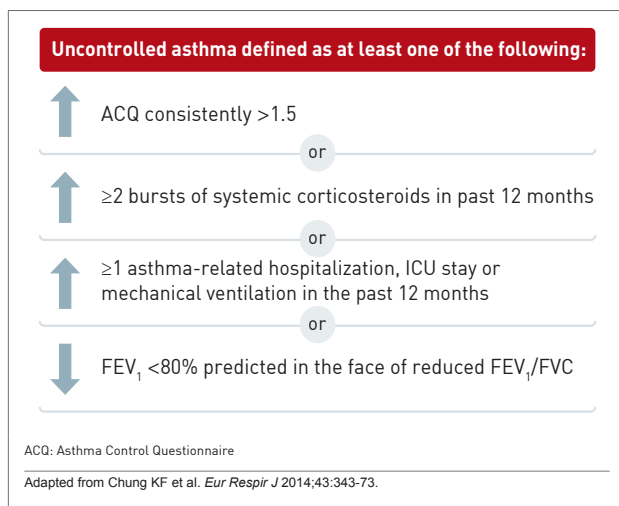 Uncontrolled asthma defined as at least one of the following:
ACQ consistently >1.5
or
≥2 bursts of systemic corticosteroids in past 12 months
or
≥1 asthma-related hospitalization, ICU stay or
mechanical ventilation in the past 12 months
or
FEV₁ <80% predicted in the face of reduced FEV₁/FVC
ACQ: Asthma Control Questionnaire
Adapted from Chung KF et al. Eur Respir J 2014;43:343-73.